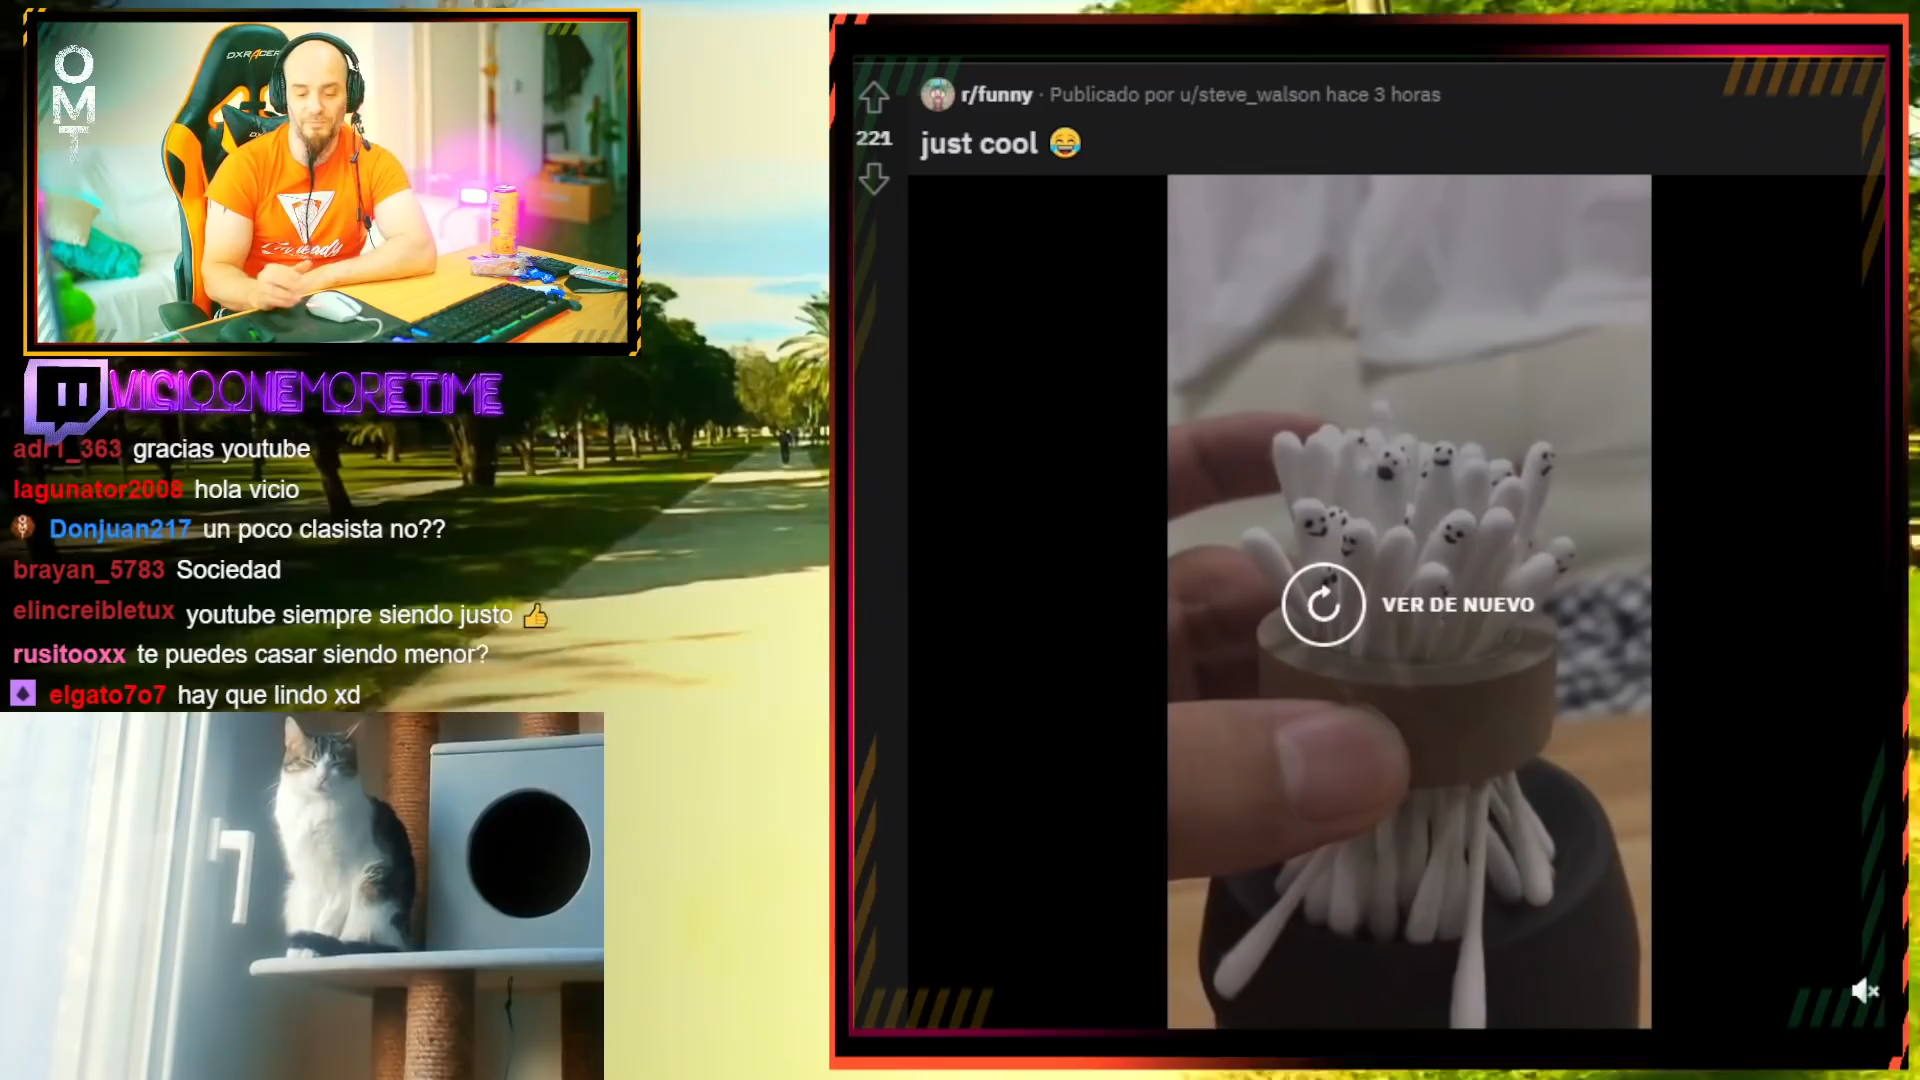 OMT
DXRACER
VICIOONEMORETIME
adr1_363 gracias youtube
lagunator2008 hola vicio
Donjuan217 un poco clasista no??
brayan_5783 Sociedad
elincreibletux youtube siempre siendo justo 👍
rusitooxx te puedes casar siendo menor?
elgato7o7 hay que lindo xd
r/funny · Publicado por u/steve_walson hace 3 horas
221
just cool 😂
VER DE NUEVO